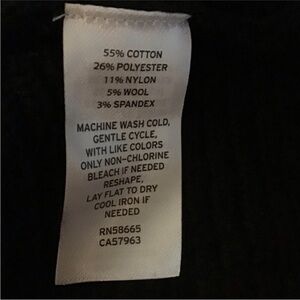 55% COTTON
26% POLYESTER
11% NYLON
5% WOOL
3% SPANDEX
MACHINE WASH COLD,
GENTLE CYCLE,
WITH LIKE COLORS
ONLY NON-CHLORINE
BLEACH IF NEEDED
RESHAPE,
LAY FLAT TO DRY
COOL IRON IF
NEEDED
RN58665
CA57963